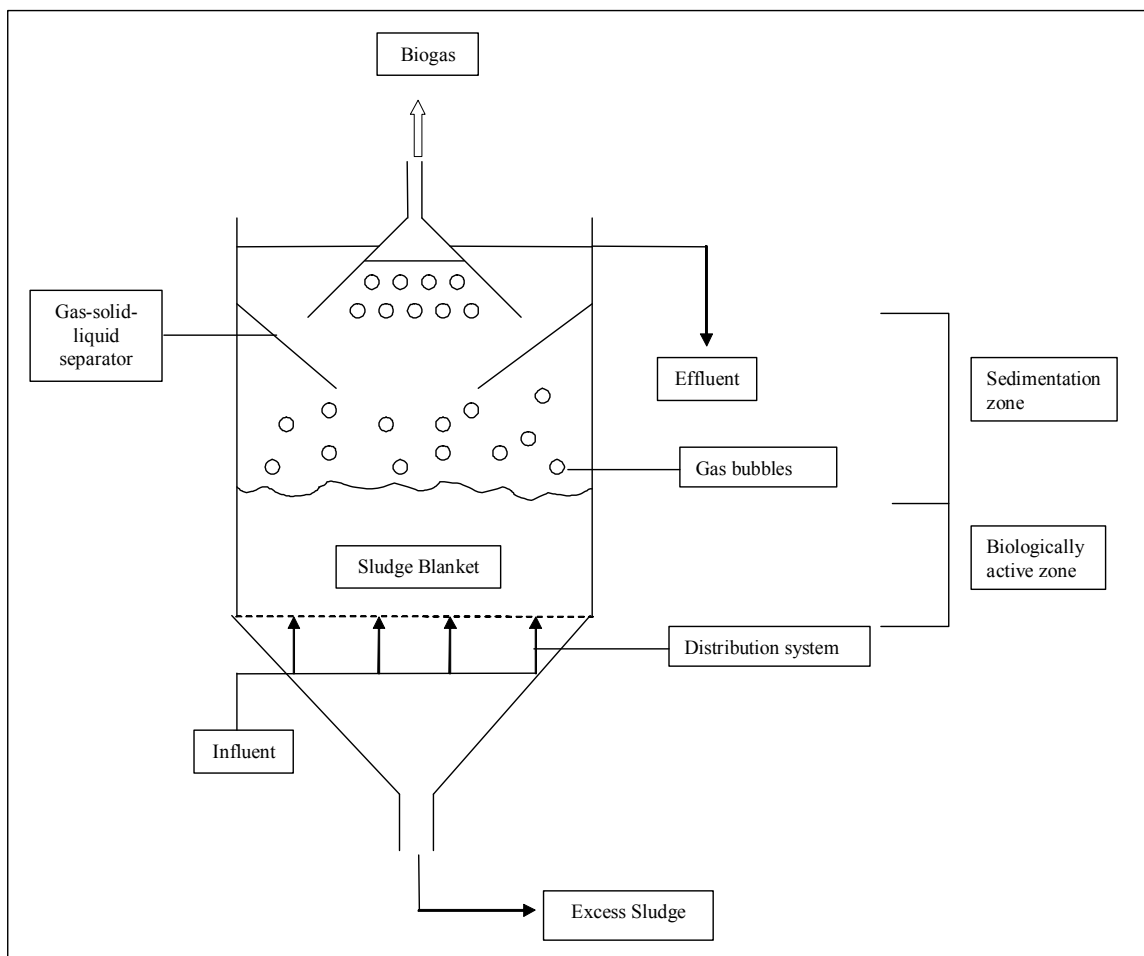 Biogas
Gas-solid-
liquid
separator
Effluent
Sedimentation
zone
Gas bubbles
Sludge Blanket
Biologically
active zone
Distribution system
Influent
Excess Sludge